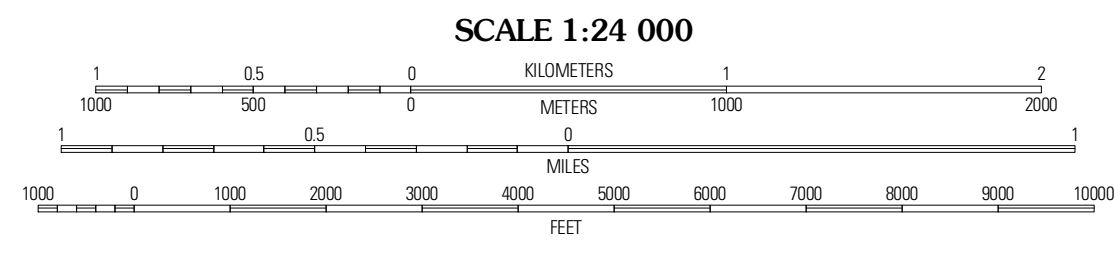 SCALE 1:24 000
1 0.5 0 KILOMETERS 1 2
1000 500 0 METERS 1000 2000
1 0.5 0 1
MILES
1000 0 1000 2000 3000 4000 5000 6000 7000 8000 9000 10000
FEET